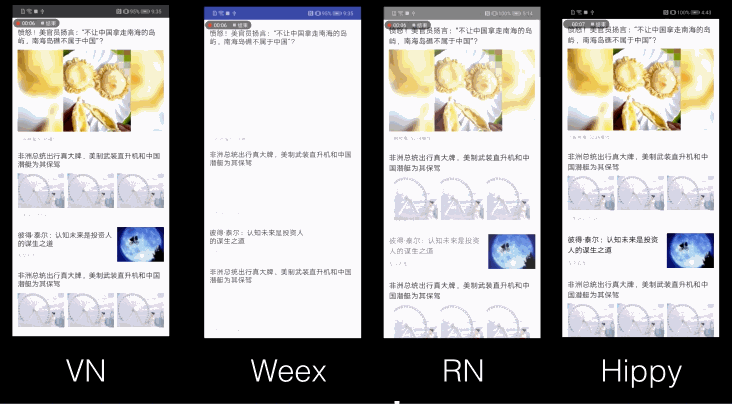 95% 9:35
00:06 结束
愤怒！美官员扬言："不让中国拿走南海的岛
屿，南海岛礁不属于中国"？
非洲总统出行真大牌，美制武装直升机和中国
潜艇为其保驾
彼得·泰尔：认知未来是投资人
的谋生之道
非洲总统出行真大牌，美制武装直升机和中国
潜艇为其保驾
VN
95% 9:35
00:06 结束
愤怒！美官员扬言："不让中国拿走南海的岛
屿，南海岛礁不属于中国"？
非洲总统出行真大牌，美制武装直升机和中国
潜艇为其保驾
彼得·泰尔：认知未来是投资人
的谋生之道
非洲总统出行真大牌，美制武装直升机和中国
潜艇为其保驾
Weex
100% 5:14
00:06 结束
愤怒！美官员扬言："不让中国拿走南海的岛
屿，南海岛礁不属于中国"？
非洲总统出行真大牌，美制武装直升机和中
国潜艇为其保驾
彼得·泰尔：认知未来是投资
人的谋生之道
非洲总统出行真大牌，美制武装直升机和中
国潜艇为其保驾
RN
100% 4:43
00:07 结束
愤怒！美官员扬言："不让中国拿走南海的岛
屿，南海岛礁不属于中国"？
非洲总统出行真大牌，美制武装直升机和中
国潜艇为其保驾
彼得·泰尔：认知未来是投资
人的谋生之道
非洲总统出行真大牌，美制武装直升机和中
国潜艇为其保驾
Hippy